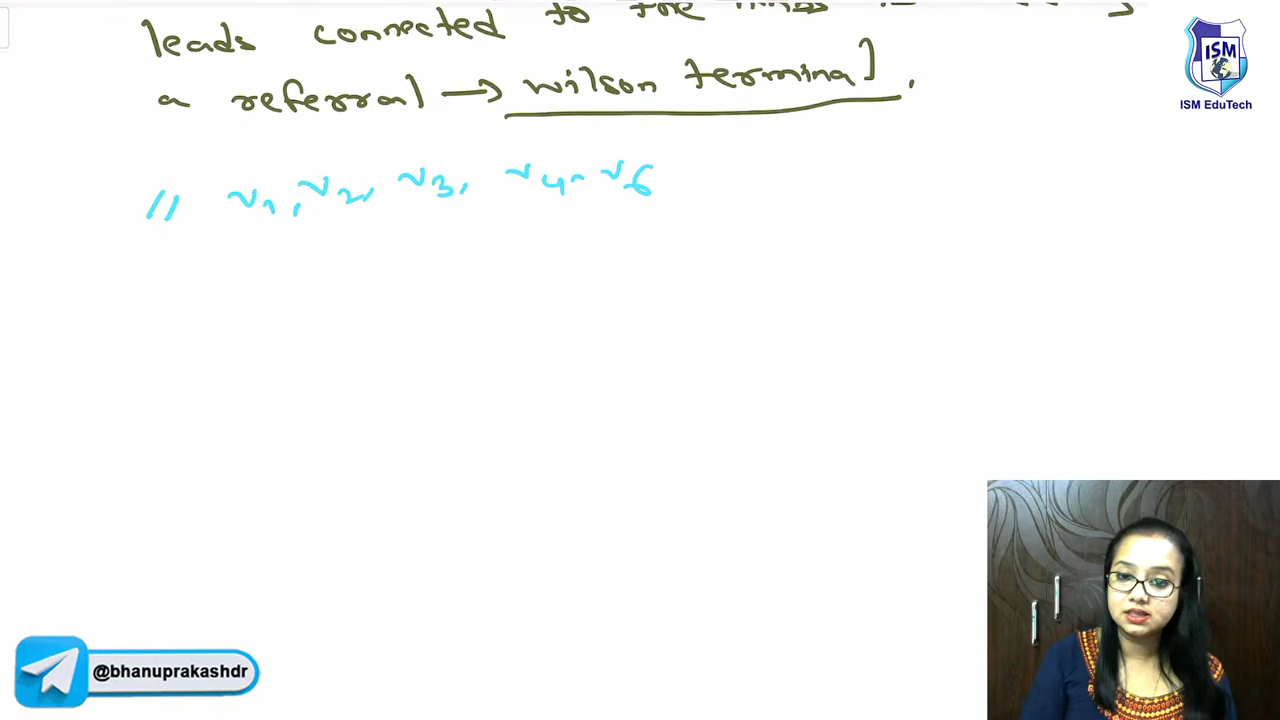 leads connected to the
a referral → wilson terminal.
// V1, V2, V3, V4- V6
ISM
ISM EduTech
@bhanuprakashdr